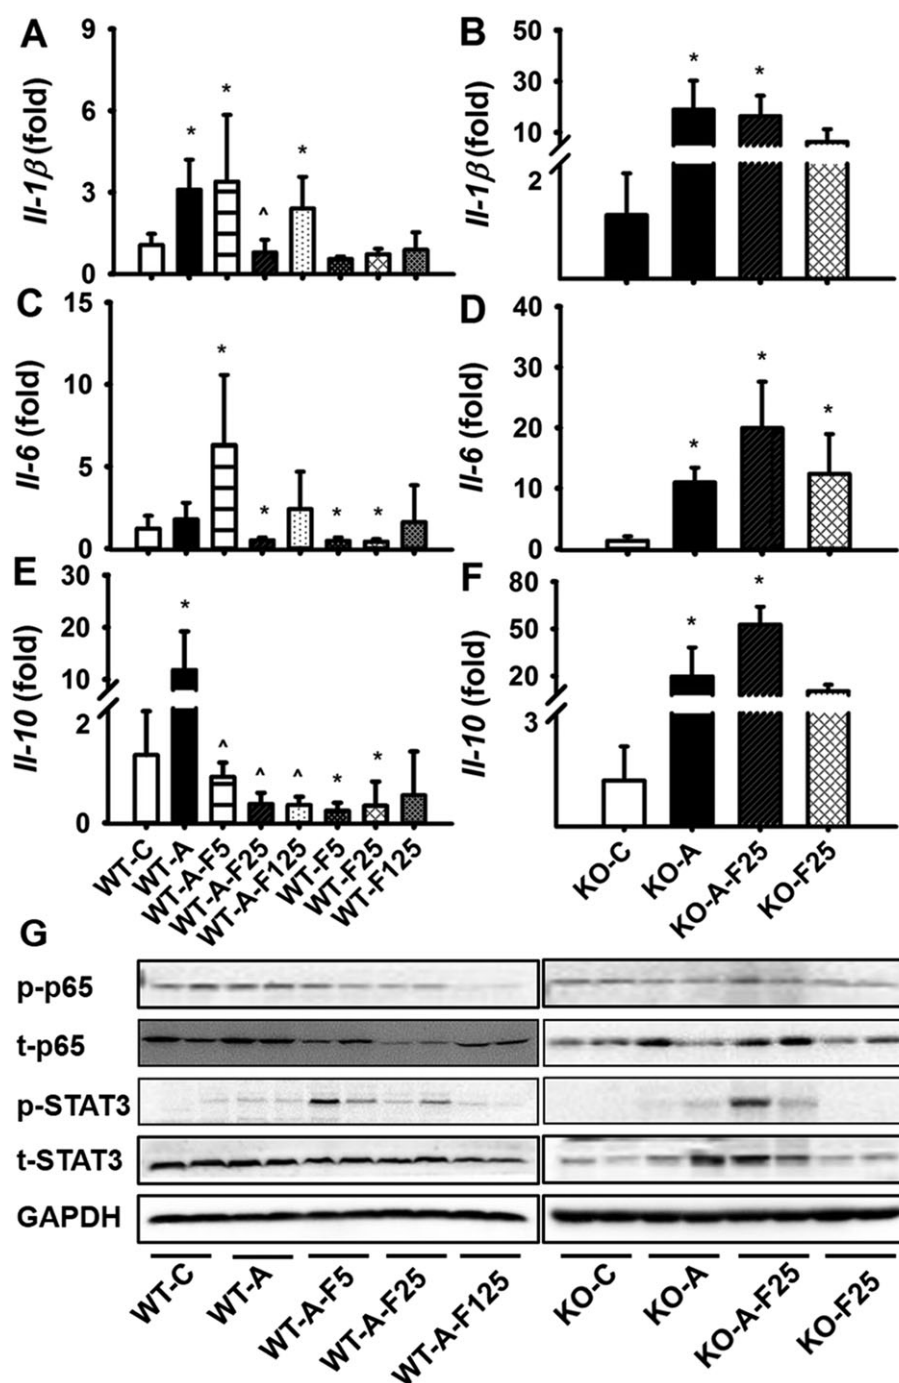 A
Il-1β (fold)
9
6
3
0
*
*
^
*
B
Il-1β (fold)
50
30
10
2
*
*
C
Il-6 (fold)
15
10
5
0
*
*
*
*
D
Il-6 (fold)
40
30
20
10
0
*
*
*
E
Il-10 (fold)
30
20
10
2
0
*
^
^
^
*
*
WT-C
WT-A
WT-A-F5
WT-A-F25
WT-A-F125
WT-F5
WT-F25
WT-F125
F
Il-10 (fold)
80
50
20
3
*
*
KO-C
KO-A
KO-A-F25
KO-F25
G
p-p65
t-p65
p-STAT3
t-STAT3
GAPDH
WT-C
WT-A
WT-A-F5
WT-A-F25
WT-A-F125
KO-C
KO-A
KO-A-F25
KO-F25